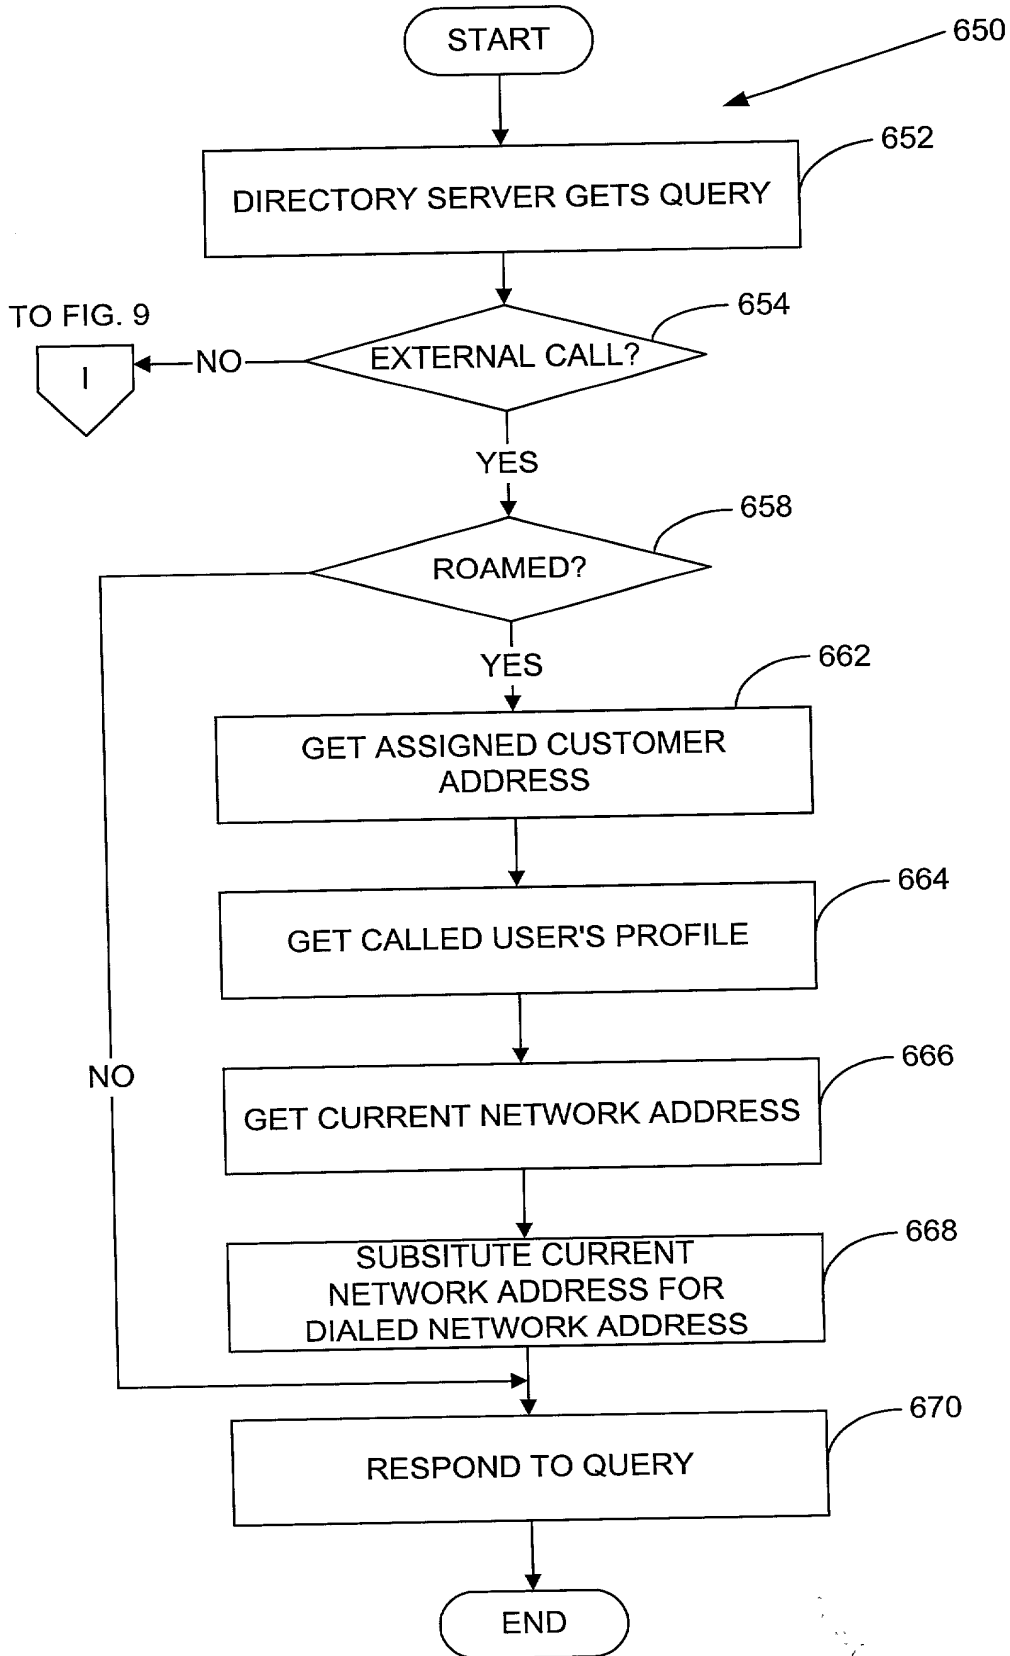 START
650
652
DIRECTORY SERVER GETS QUERY
TO FIG. 9
654
I
NO
EXTERNAL CALL?
YES
658
ROAMED?
YES
662
GET ASSIGNED CUSTOMER
ADDRESS
664
GET CALLED USER'S PROFILE
666
NO
GET CURRENT NETWORK ADDRESS
668
SUBSITUTE CURRENT
NETWORK ADDRESS FOR
DIALED NETWORK ADDRESS
670
RESPOND TO QUERY
END